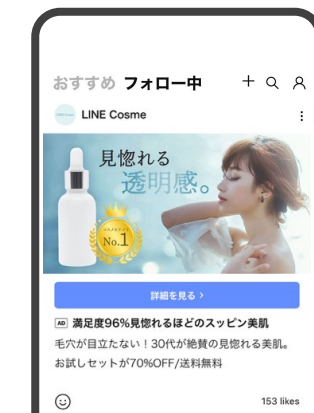 おすすめ フォロー中
LINE Cosme
見惚れる
透明感。
No.1
詳細を見る
AD 満足度96%見惚れるほどのスッピン美肌
毛穴が目立たない！30代が絶賛の見惚れる美肌。
お試しセットが70%OFF/送料無料
153 likes